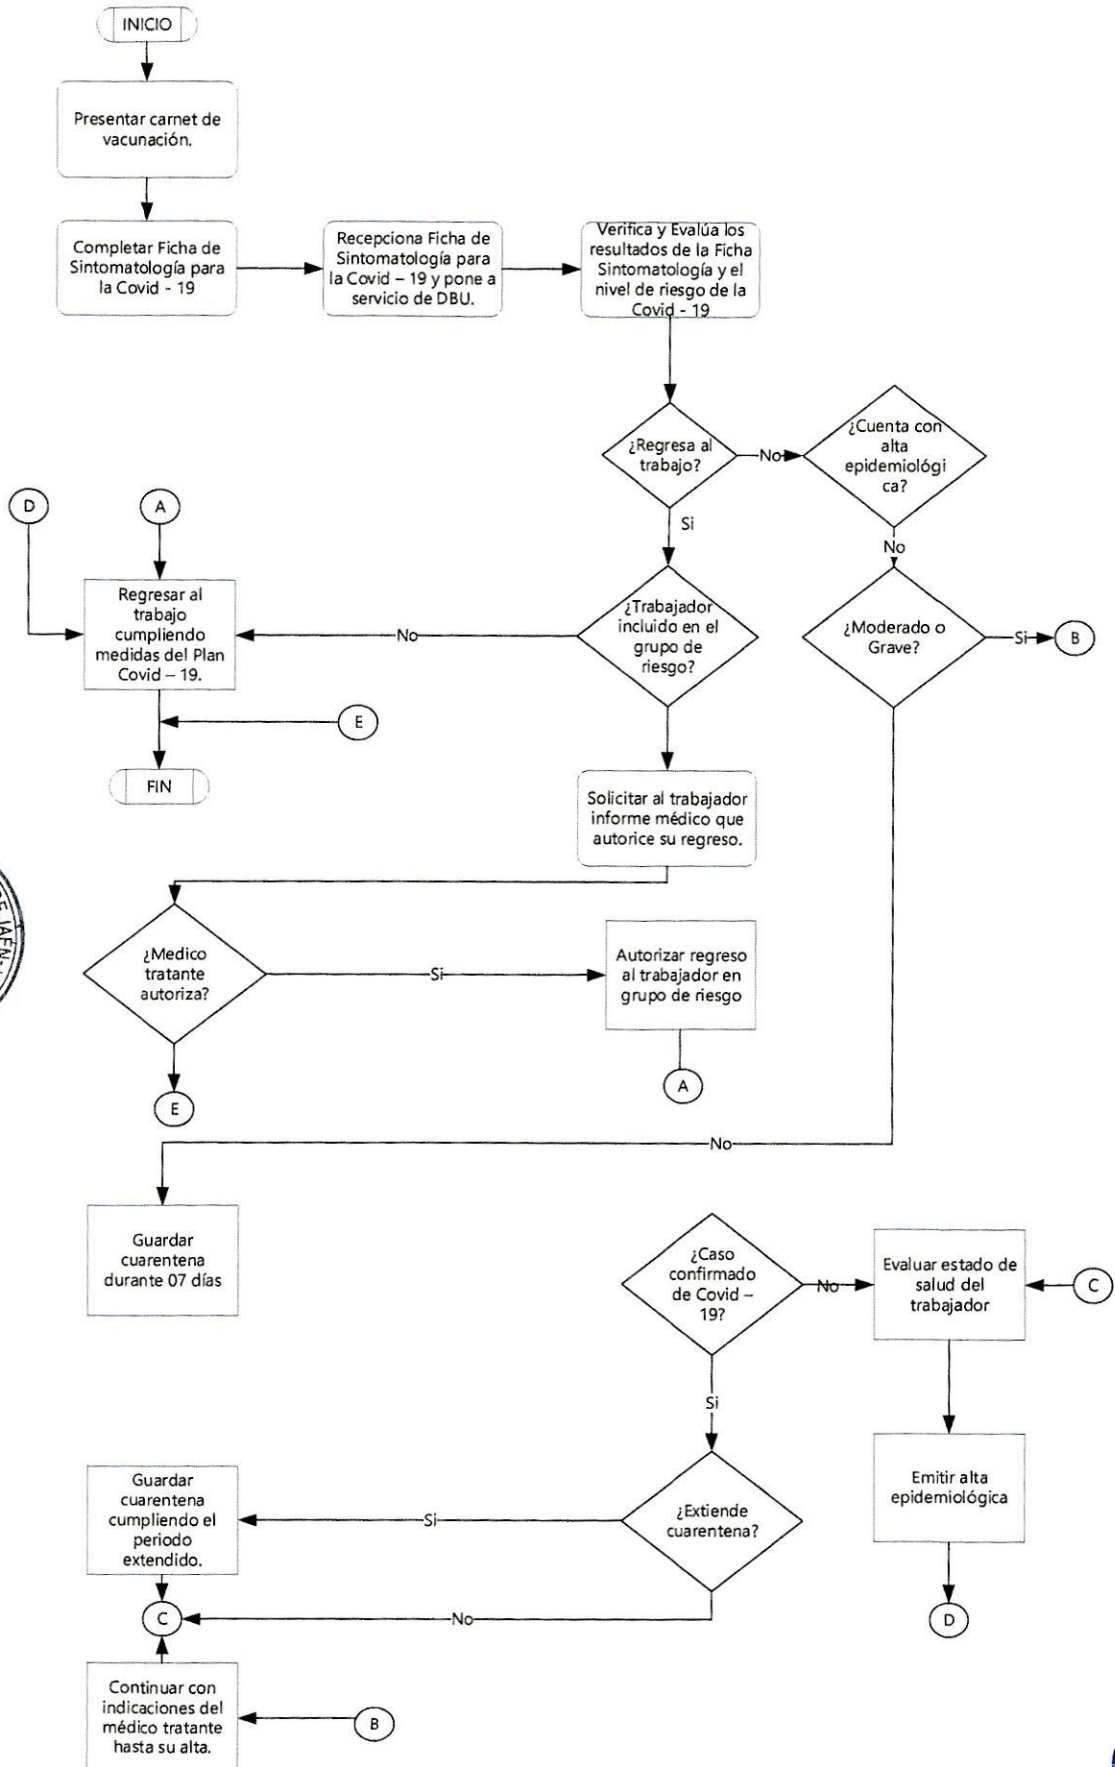 INICIO
Presentar carnet de
vacunación.
Completar Ficha de
Sintomatología para
la Covid - 19
Recepciona Ficha de
Sintomatología para
la Covid – 19 y pone a
servicio de DBU.
Verifica y Evalúa los
resultados de la Ficha
Sintomatología y el
nivel de riesgo de la
Covid - 19
¿Regresa al
trabajo?
No
¿Cuenta con
alta
epidemiológi
ca?
Si
No
D
A
Regresar al
trabajo
cumpliendo
medidas del Plan
Covid – 19.
No
¿Trabajador
incluido en el
grupo de
riesgo?
¿Moderado o
Grave?
Si
B
E
FIN
Solicitar al trabajador
informe médico que
autorice su regreso.
DE JAÉN
¿Medico
tratante
autoriza?
Si
Autorizar regreso
al trabajador en
grupo de riesgo
A
E
No
Guardar
cuarentena
durante 07 días
¿Caso
confirmado
de Covid –
19?
No
Evaluar estado de
salud del
trabajador
C
Si
Guardar
cuarentena
cumpliendo el
periodo
extendido.
Si
¿Extiende
cuarentena?
Emitir alta
epidemiológica
C
No
D
Continuar con
indicaciones del
médico tratante
hasta su alta.
B